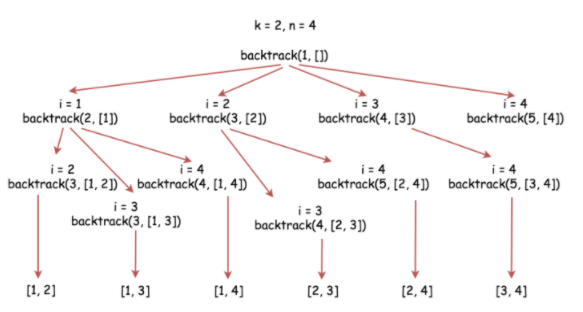 k = 2, n = 4
backtrack(1, [])
i = 1
backtrack(2, [1])
i = 2
backtrack(3, [2])
i = 3
backtrack(4, [3])
i = 4
backtrack(5, [4])
i = 2
backtrack(3, [1, 2])
i = 3
backtrack(3, [1, 3])
i = 4
backtrack(4, [1, 4])
i = 3
backtrack(4, [2, 3])
i = 4
backtrack(5, [2, 4])
i = 4
backtrack(5, [3, 4])
[1, 2]
[1, 3]
[1, 4]
[2, 3]
[2, 4]
[3, 4]